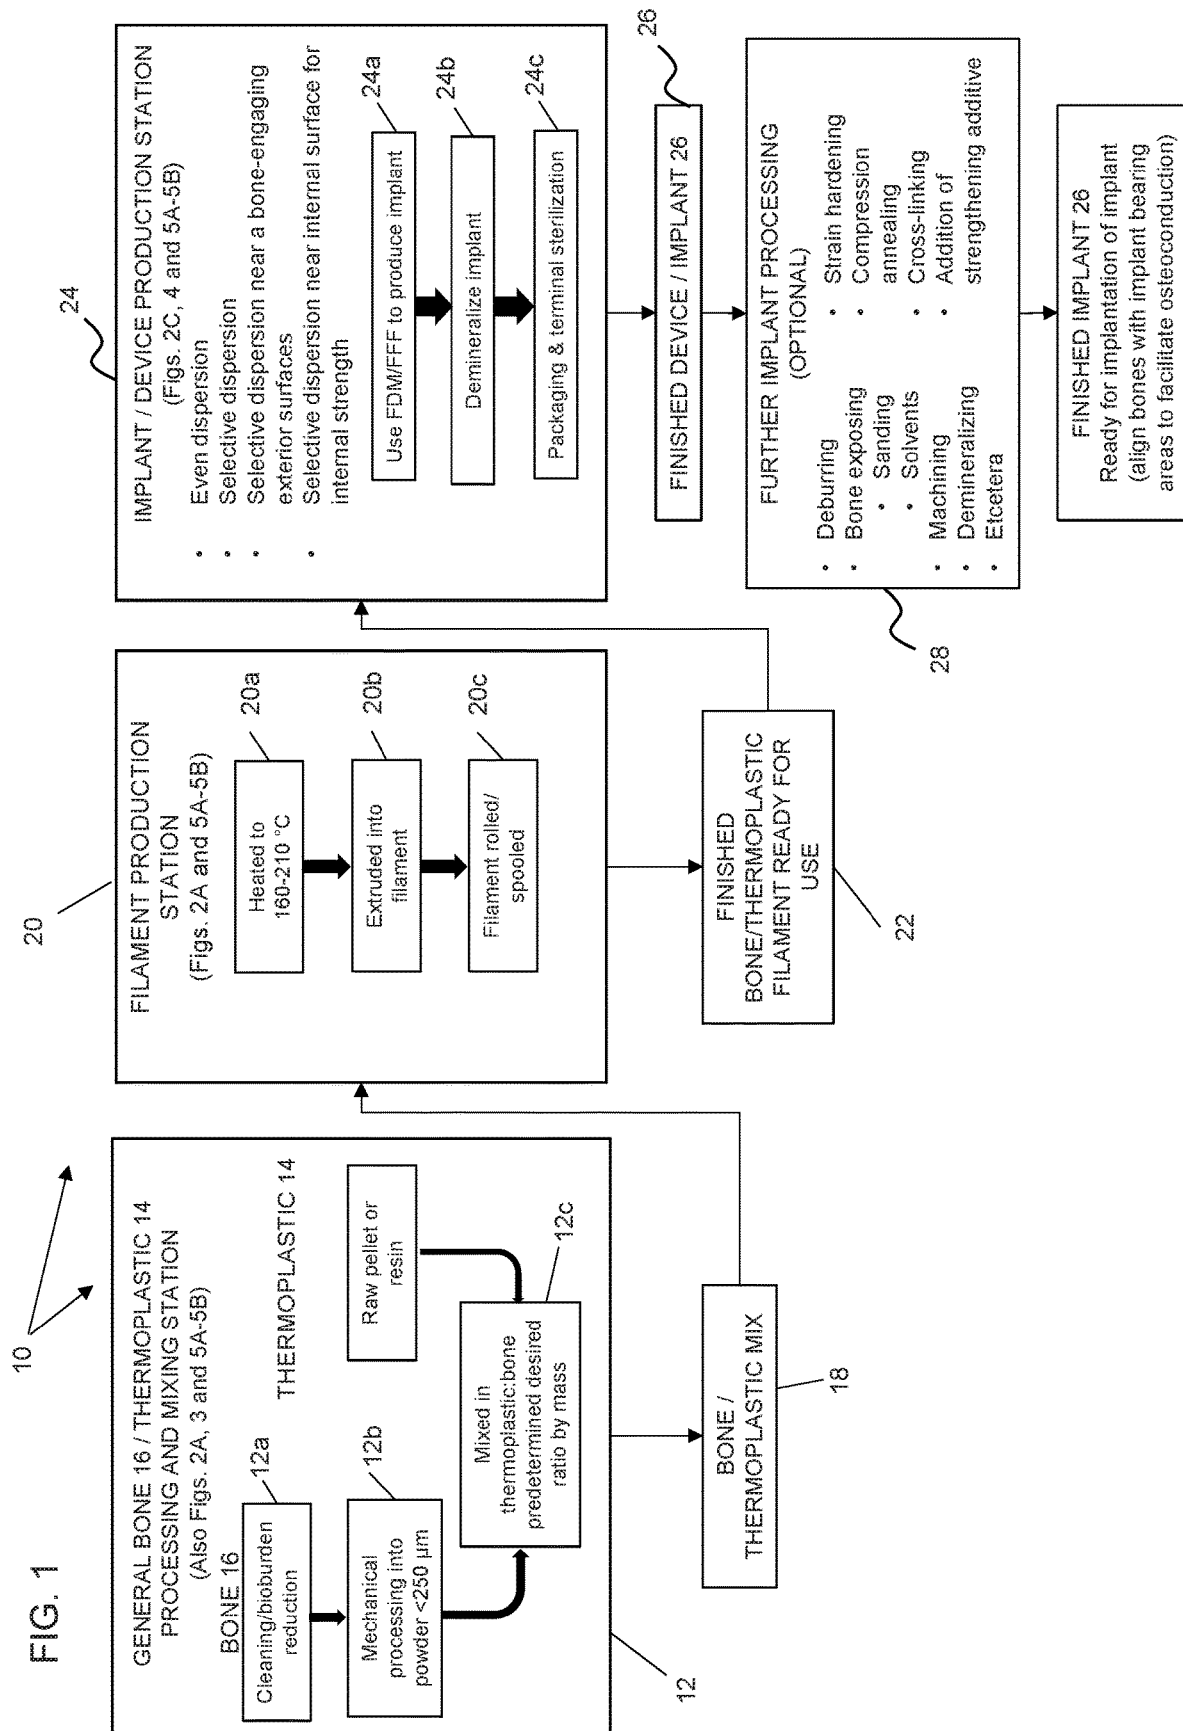 FIG. 1
10
GENERAL BONE 16 / THERMOPLASTIC 14
PROCESSING AND MIXING STATION
(Also Figs. 2A, 3 and 5A-5B)
BONE 16
12a
Cleaning/bioburden
reduction
12b
Mechanical
processing into
powder <250 µm
THERMOPLASTIC 14
Raw pellet or
resin
12c
Mixed in
thermoplastic:bone
predetermined desired
ratio by mass
12
BONE /
THERMOPLASTIC MIX
18
20
FILAMENT PRODUCTION
STATION
(Figs. 2A and 5A-5B)
20a
Heated to
160-210 °C
20b
Extruded into
filament
20c
Filament rolled/
spooled
FINISHED
BONE/THERMOPLASTIC
FILAMENT READY FOR
USE
22
24
IMPLANT / DEVICE PRODUCTION STATION
(Figs. 2C, 4 and 5A-5B)
• Even dispersion
• Selective dispersion
• Selective dispersion near a bone-engaging
exterior surfaces
• Selective dispersion near internal surface for
internal strength
24a
Use FDM/FFF to produce implant
24b
Demineralize implant
24c
Packaging & terminal sterilization
26
FINISHED DEVICE / IMPLANT 26
FURTHER IMPLANT PROCESSING
(OPTIONAL)
• Deburring
• Bone exposing
• Sanding
• Solvents
• Machining
• Demineralizing
• Etcetera
• Strain hardening
• Compression
annealing
• Cross-linking
• Addition of
strengthening additive
28
FINISHED IMPLANT 26
Ready for implantation of implant
(align bones with implant bearing
areas to facilitate osteoconduction)